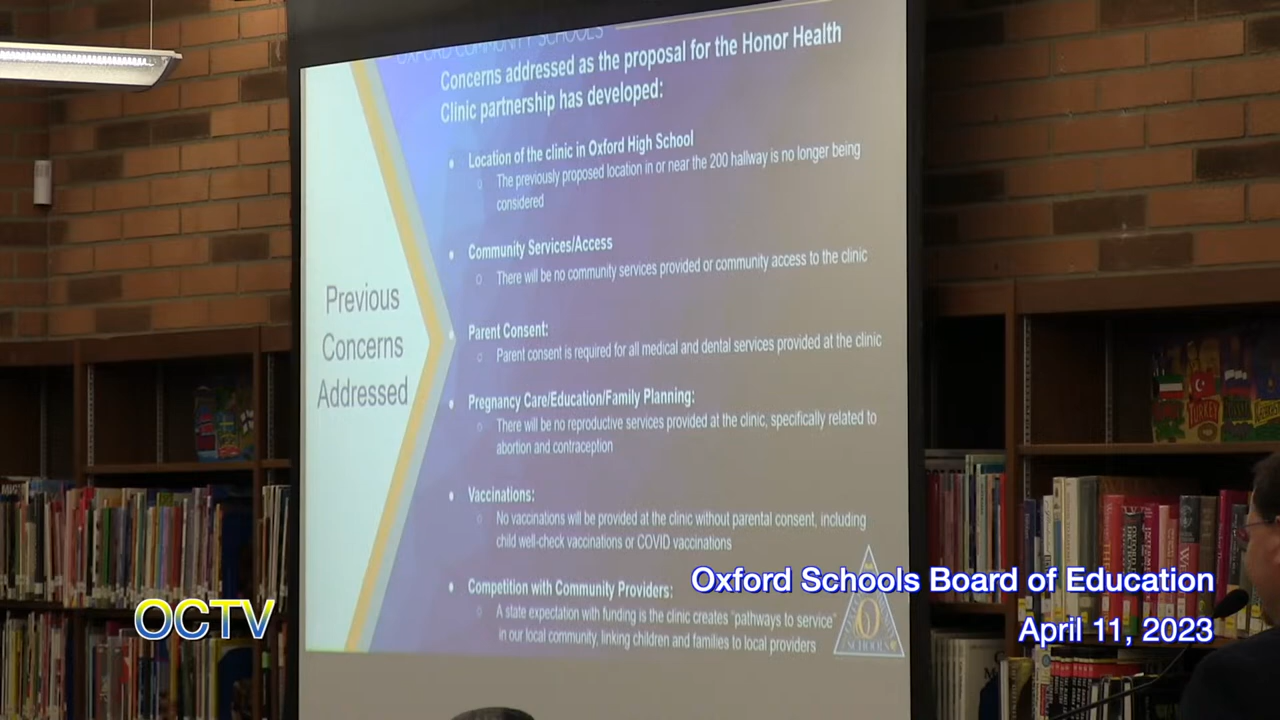 OXFORD COMMUNITY SCHOOLS
Concerns addressed as the proposal for the Honor Health
Clinic partnership has developed:
Previous
Concerns
Addressed
● Location of the clinic in Oxford High School
○ The previously proposed location in or near the 200 hallway is no longer being
considered
● Community Services/Access
○ There will be no community services provided or community access to the clinic
● Parent Consent:
○ Parent consent is required for all medical and dental services provided at the clinic
● Pregnancy Care/Education/Family Planning:
○ There will be no reproductive services provided at the clinic, specifically related to
abortion and contraception
● Vaccinations:
○ No vaccinations will be provided at the clinic without parental consent, including
child well-check vaccinations or COVID vaccinations
● Competition with Community Providers:
○ A state expectation with funding is the clinic creates "pathways to service"
in our local community, linking children and families to local providers
O
SCHOOLS
TURKEY
OCTV
Oxford Schools Board of Education
April 11, 2023